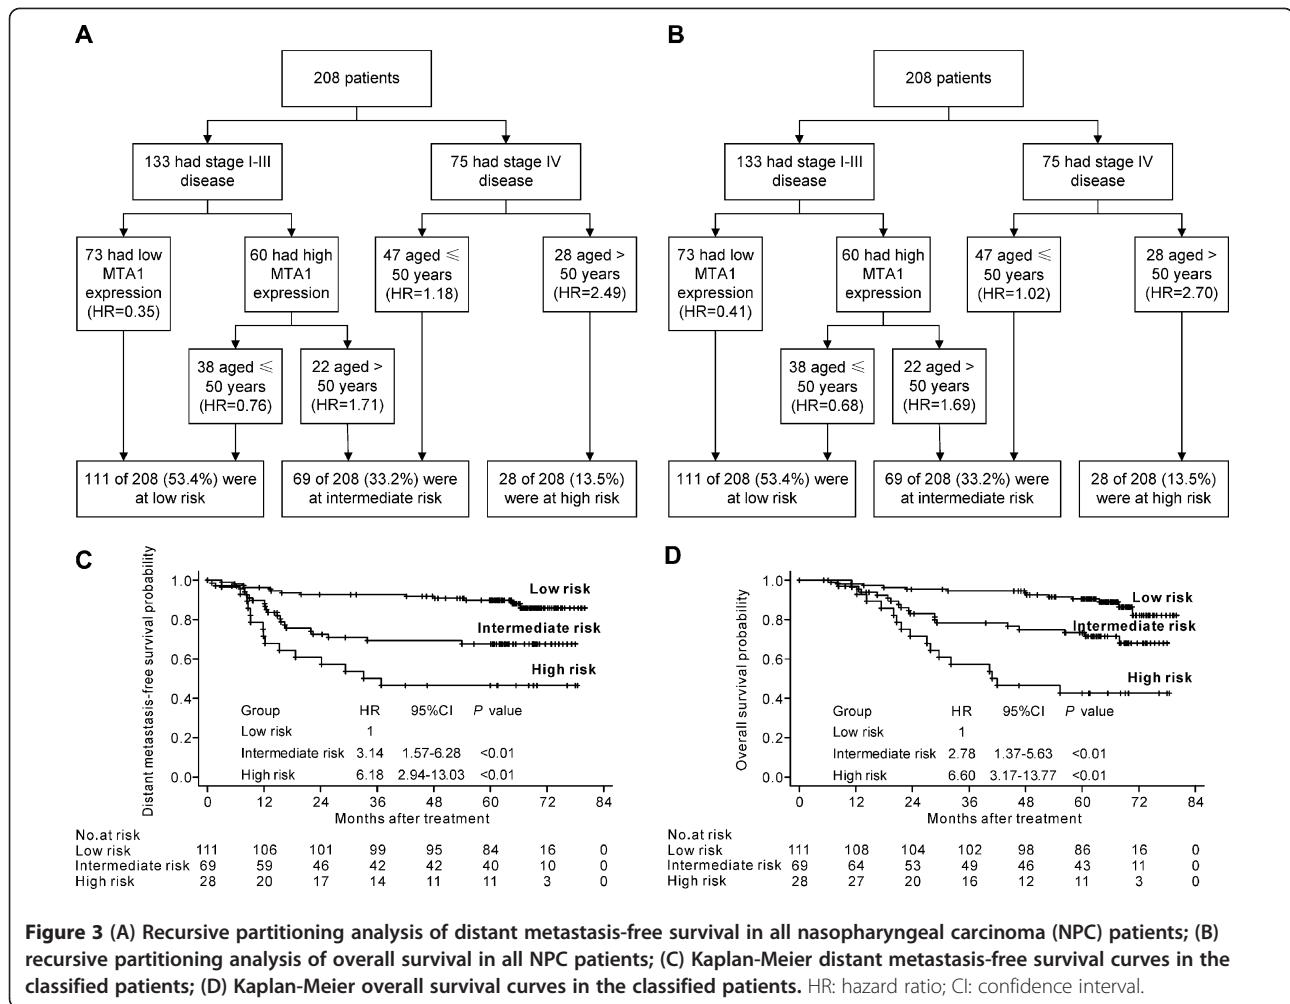 A
208 patients
133 had stage I-III
disease
75 had stage IV
disease
73 had low
MTA1
expression
(HR=0.35)
60 had high
MTA1
expression
47 aged ≤
50 years
(HR=1.18)
28 aged >
50 years
(HR=2.49)
38 aged ≤
50 years
(HR=0.76)
22 aged >
50 years
(HR=1.71)
111 of 208 (53.4%) were
at low risk
69 of 208 (33.2%) were
at intermediate risk
28 of 208 (13.5%)
were at high risk
B
208 patients
133 had stage I-III
disease
75 had stage IV
disease
73 had low
MTA1
expression
(HR=0.41)
60 had high
MTA1
expression
47 aged ≤
50 years
(HR=1.02)
28 aged >
50 years
(HR=2.70)
38 aged ≤
50 years
(HR=0.68)
22 aged >
50 years
(HR=1.69)
111 of 208 (53.4%) were
at low risk
69 of 208 (33.2%) were
at intermediate risk
28 of 208 (13.5%)
were at high risk
C
Distant metastasis-free survival probability
1.0
0.8
0.6
0.4
0.2
0.0
Low risk
Intermediate risk
High risk
Group HR 95%CI P value
Low risk 1
Intermediate risk 3.14 1.57-6.28 <0.01
High risk 6.18 2.94-13.03 <0.01
0 12 24 36 48 60 72 84
Months after treatment
No.at risk
Low risk 111 106 101 99 95 84 16 0
Intermediate risk 69 59 46 42 42 40 10 0
High risk 28 20 17 14 11 11 3 0
D
Overall survival probability
1.0
0.8
0.6
0.4
0.2
0.0
Low risk
Intermediate risk
High risk
Group HR 95%CI P value
Low risk 1
Intermediate risk 2.78 1.37-5.63 <0.01
High risk 6.60 3.17-13.77 <0.01
0 12 24 36 48 60 72 84
Months after treatment
No.at risk
Low risk 111 108 104 102 98 86 16 0
Intermediate risk 69 64 53 49 46 43 11 0
High risk 28 27 20 16 12 11 3 0
Figure 3 (A) Recursive partitioning analysis of distant metastasis-free survival in all nasopharyngeal carcinoma (NPC) patients; (B)
recursive partitioning analysis of overall survival in all NPC patients; (C) Kaplan-Meier distant metastasis-free survival curves in the
classified patients; (D) Kaplan-Meier overall survival curves in the classified patients. HR: hazard ratio; CI: confidence interval.